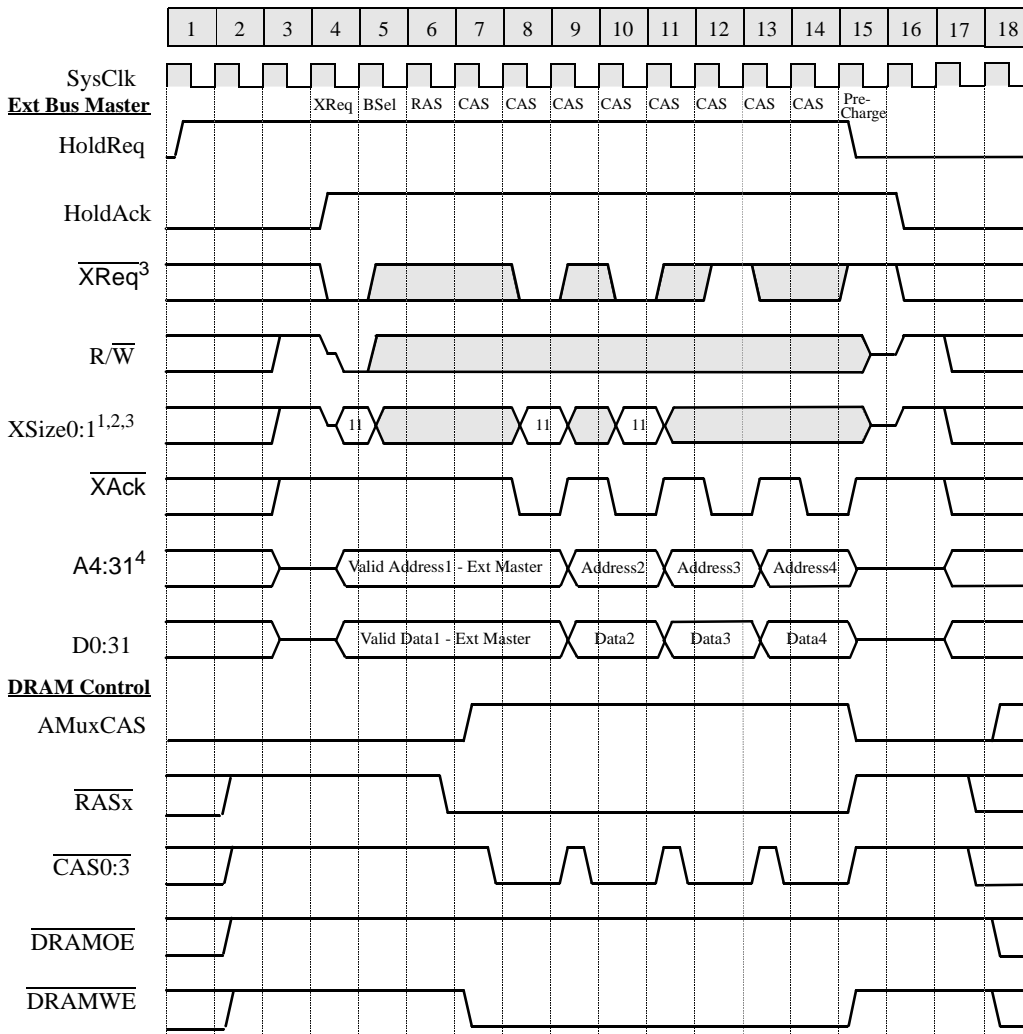 1 2 3 4 5 6 7 8 9 10 11 12 13 14 15 16 17 18
SysClk
Ext Bus Master XReq BSel RAS CAS CAS CAS CAS CAS CAS CAS CAS Pre-
Charge
HoldReq
HoldAck
XReq3
R/W
XSize0:11,2,3 11 11 11
XAck
A4:314 Valid Address1 - Ext Master Address2 Address3 Address4
D0:31 Valid Data1 - Ext Master Data2 Data3 Data4
DRAM Control
AMuxCAS
RASx
CAS0:3
DRAMOE
DRAMWE